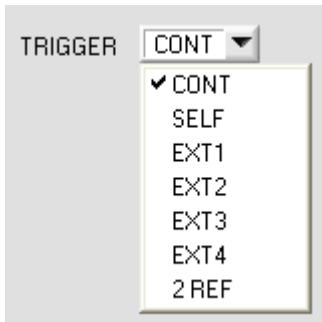 TRIGGER CONT
✔ CONT
SELF
EXT1
EXT2
EXT3
EXT4
2 REF